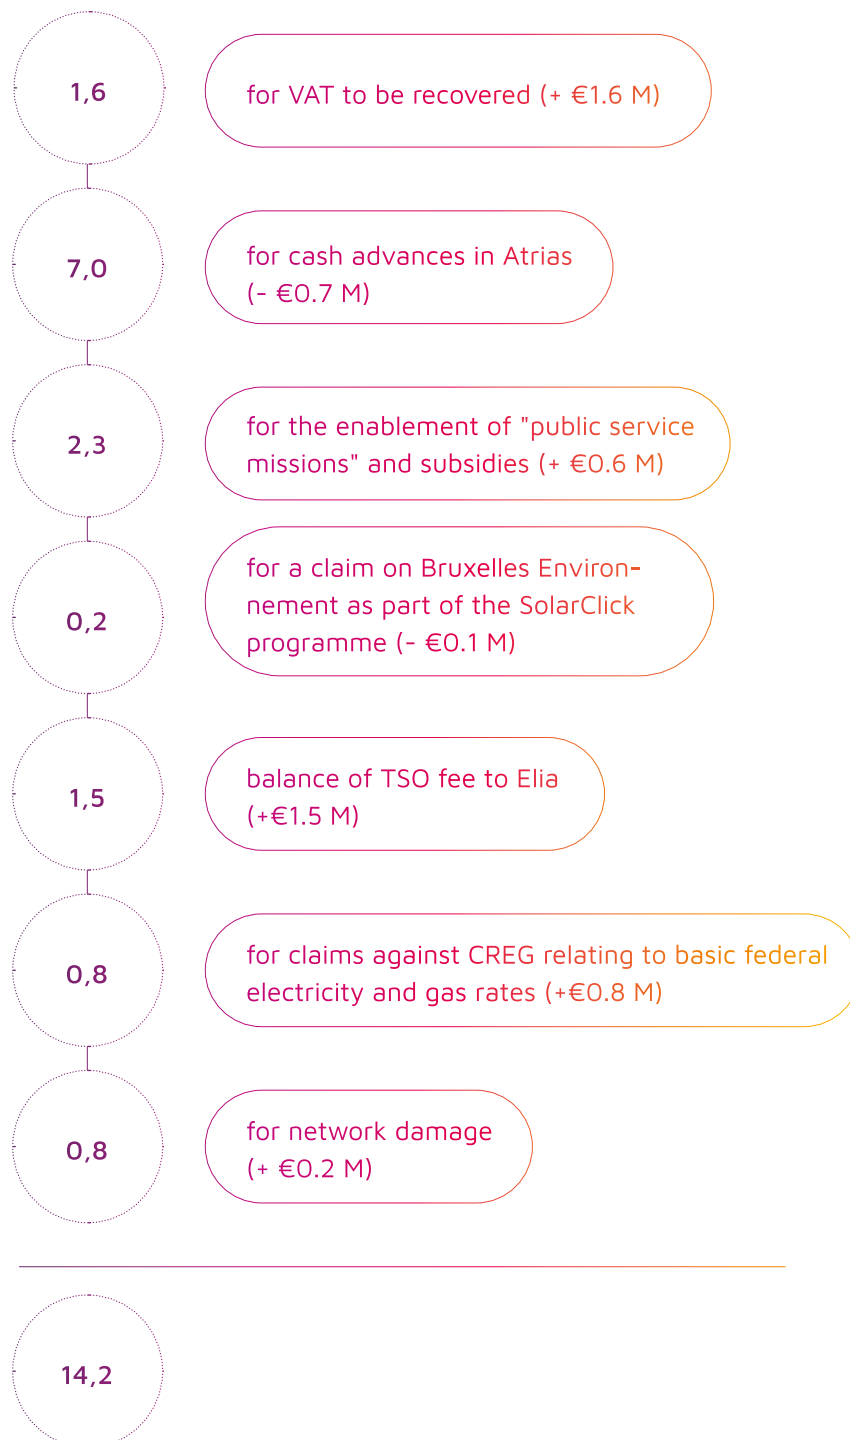 1,6
for VAT to be recovered (+ €1.6 M)
7,0
for cash advances in Atrias
(- €0.7 M)
2,3
for the enablement of "public service
missions" and subsidies (+ €0.6 M)
0,2
for a claim on Bruxelles Environ-
nement as part of the SolarClick
programme (- €0.1 M)
1,5
balance of TSO fee to Elia
(+€1.5 M)
0,8
for claims against CREG relating to basic federal
electricity and gas rates (+€0.8 M)
0,8
for network damage
(+ €0.2 M)
14,2